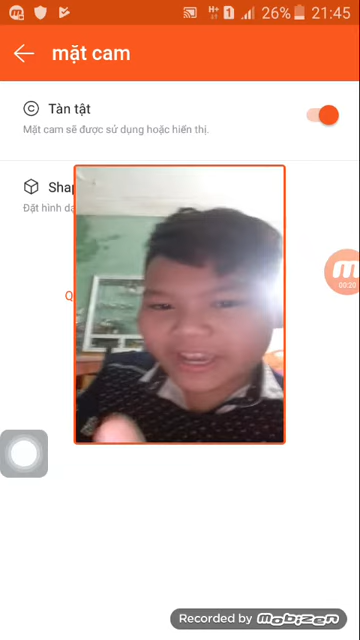 26% 21:45
mặt cam
Tàn tật
Mặt cam sẽ được sử dụng hoặc hiển thị.
Shap
Đặt hình dạ
Q
00:20
Recorded by mobizen